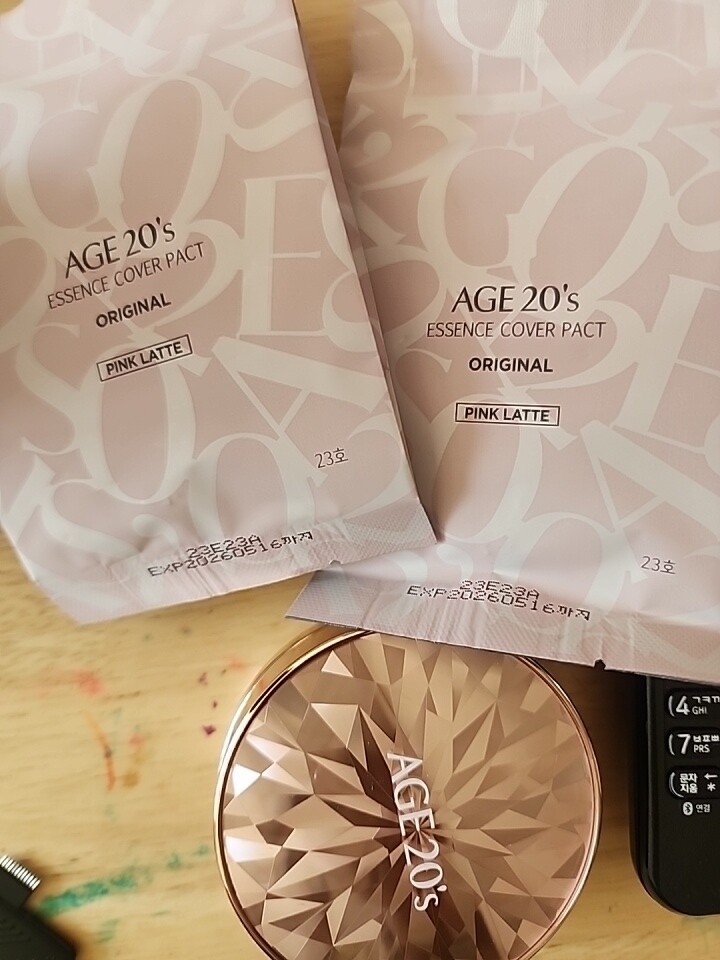 AGE 20's
ESSENCE COVER PACT
ORIGINAL
PINK LATTE
23호
23E23A
EXP20260516까지
AGE 20's
ESSENCE COVER PACT
ORIGINAL
PINK LATTE
23호
23E23A
EXP20260516까지
AGE20's
4 ㄱㅋㄲ
GHI
7 ㅂㅍㅃ
PRS
문자
지움
←
*
연결